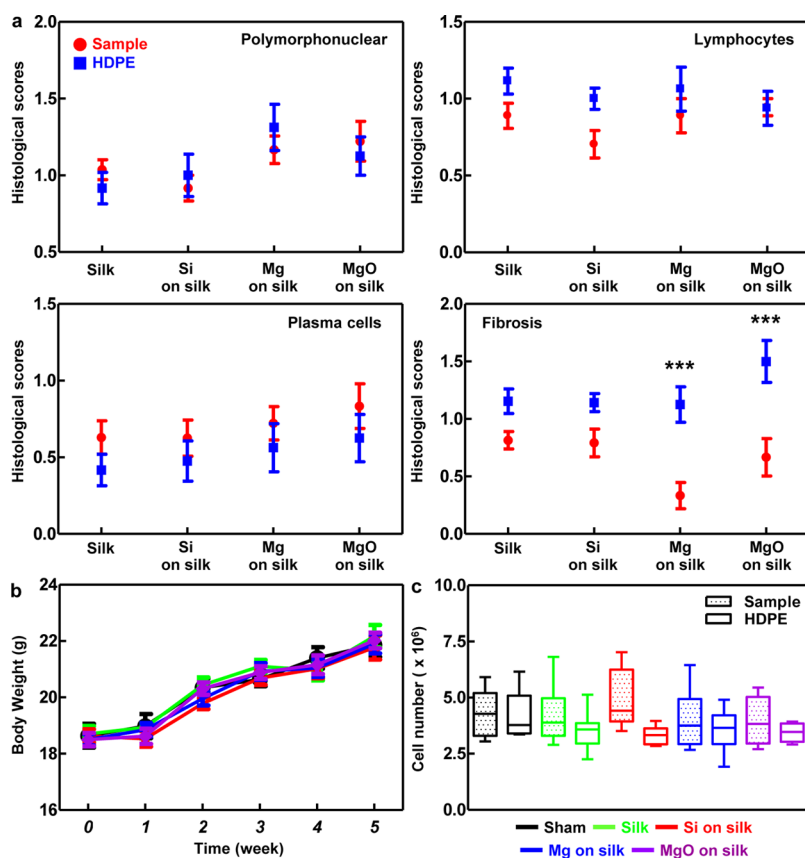 a
Sample
HDPE
Polymorphonuclear
Histological scores
2.0
1.5
1.0
0.5
Silk
Si
on silk
Mg
on silk
MgO
on silk
Lymphocytes
Histological scores
1.5
1.0
0.5
0.0
Silk
Si
on silk
Mg
on silk
MgO
on silk
Plasma cells
Histological scores
1.5
1.0
0.5
0.0
Silk
Si
on silk
Mg
on silk
MgO
on silk
Fibrosis
***
***
Histological scores
2.0
1.5
1.0
0.5
0.0
Silk
Si
on silk
Mg
on silk
MgO
on silk
b
Body Weight (g)
24
22
20
18
16
0 1 2 3 4 5
Time (week)
c
Sample
HDPE
Cell number ( x 10⁶)
10.0
7.5
5.0
2.5
0.0
Sham Silk Si on silk
Mg on silk MgO on silk